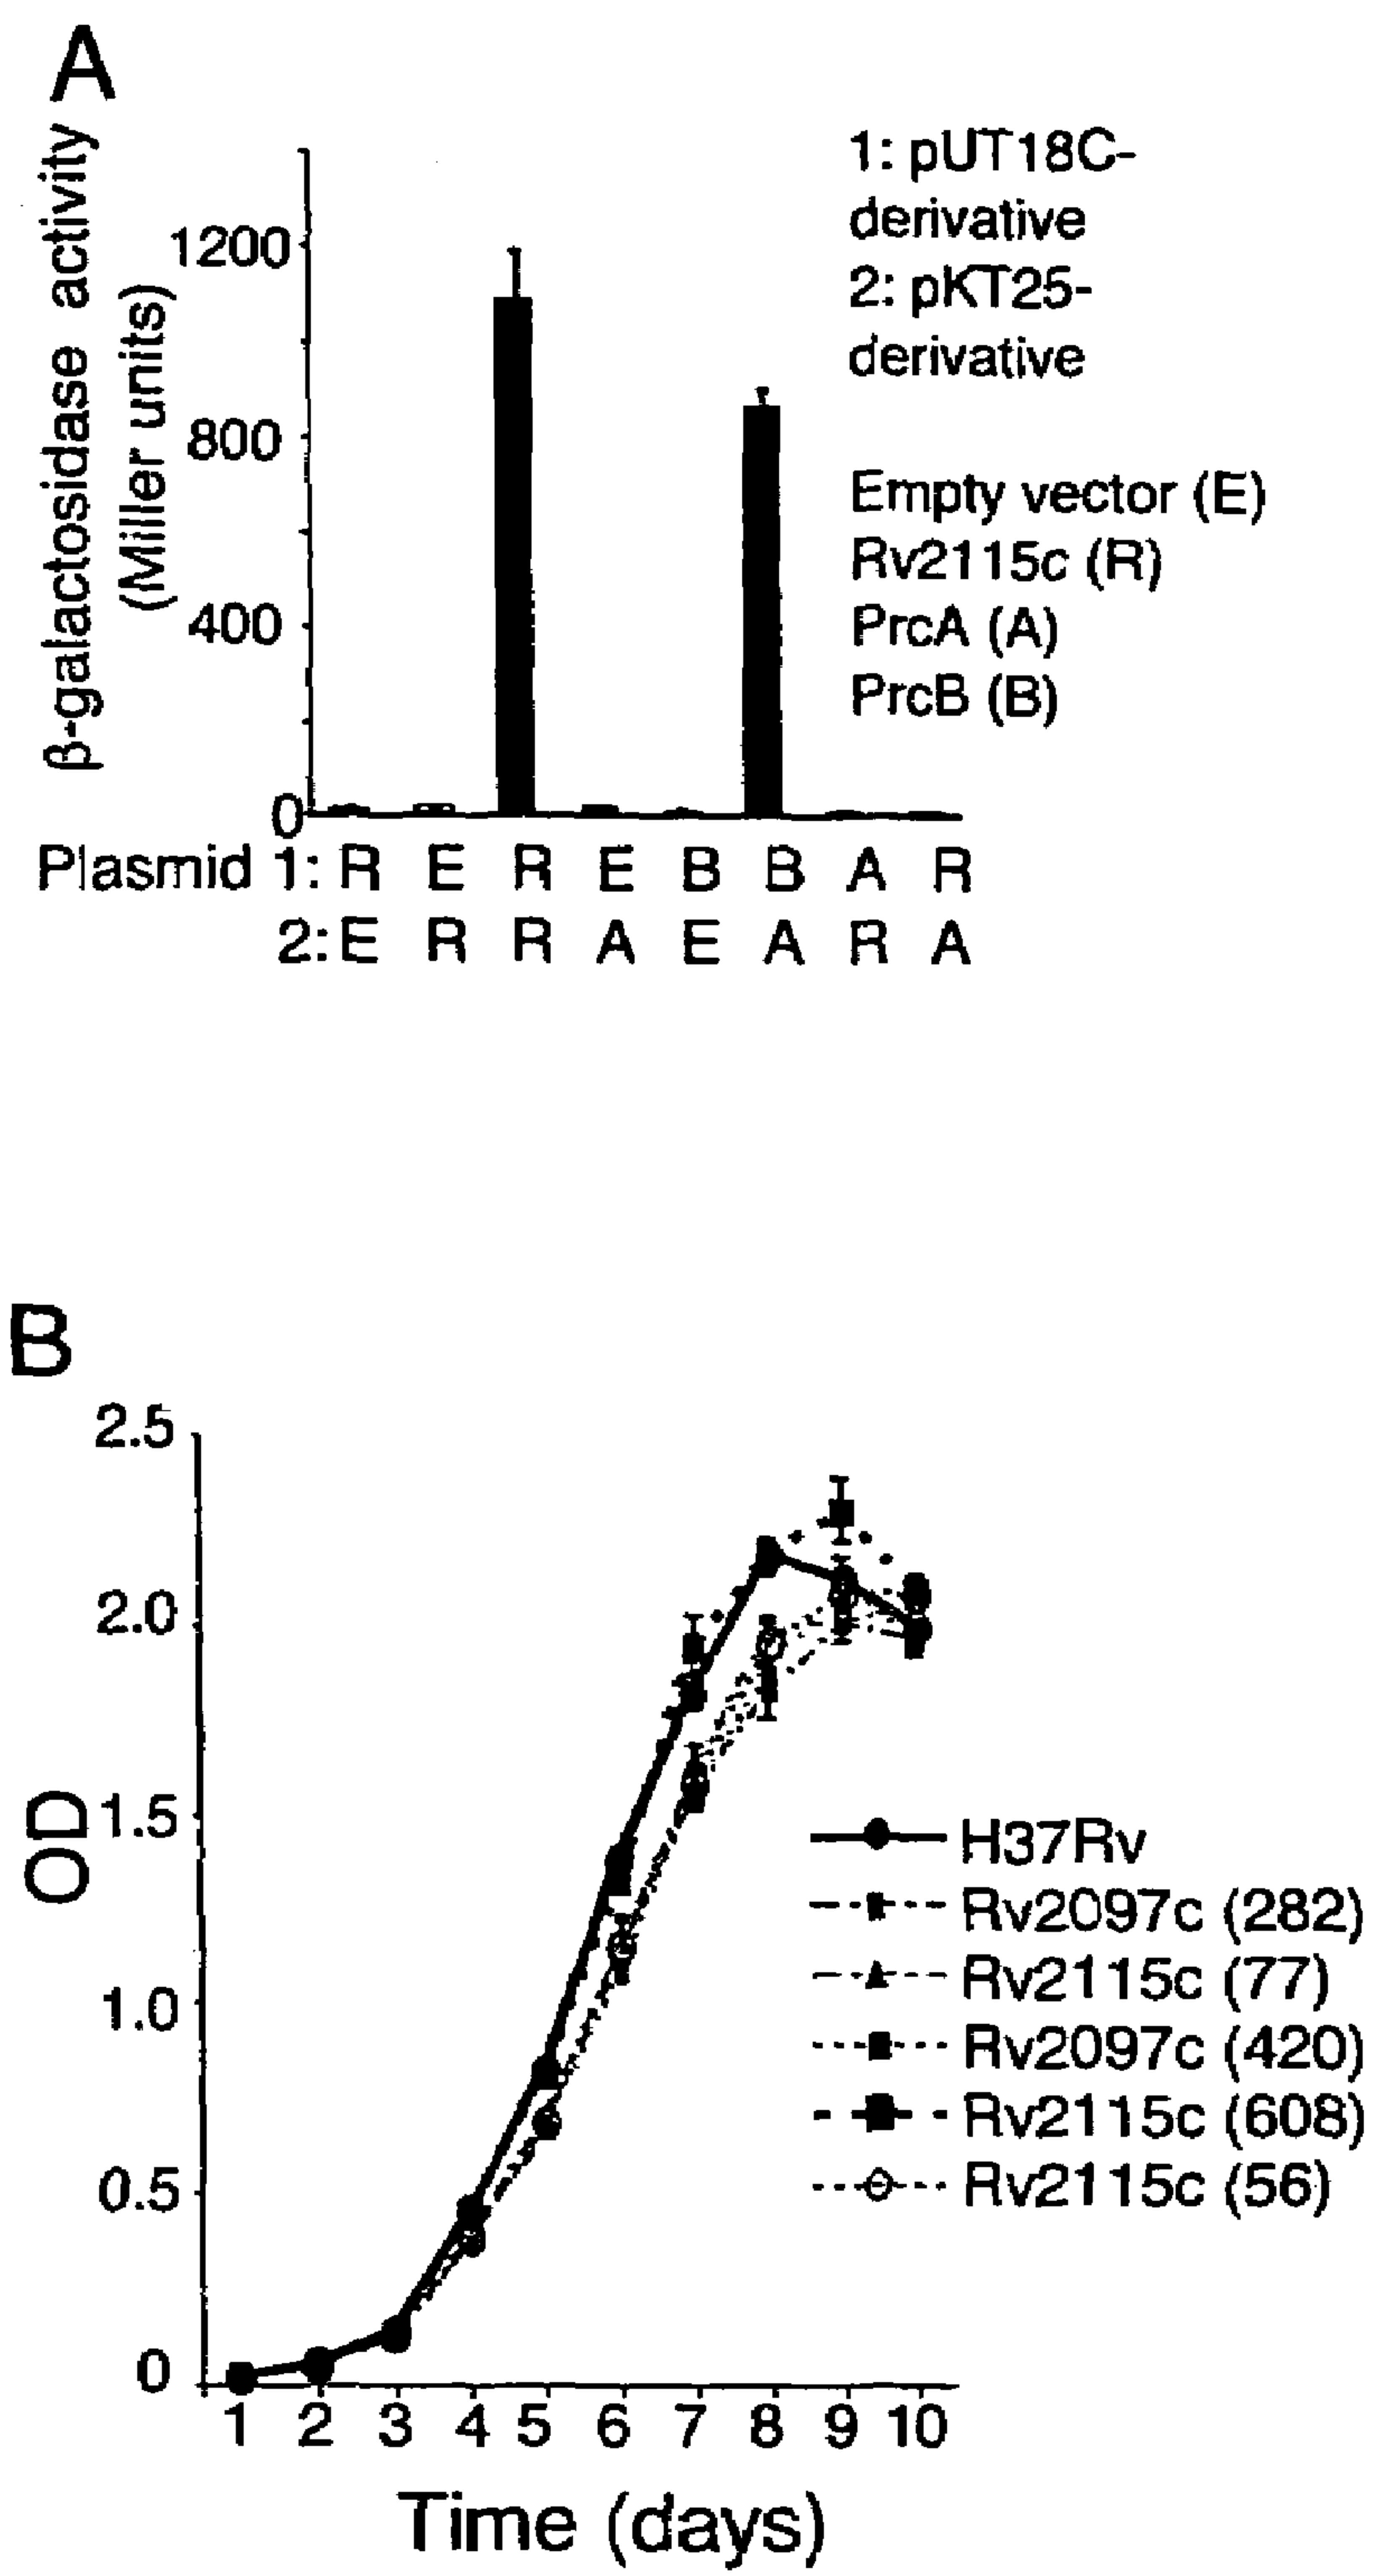 A
β-galactosidase activity
(Miller units)
1200
800
400
0
1: pUT18C-
derivative
2: pKT25-
derivative
Empty vector (E)
Rv2115c (R)
PrcA (A)
PrcB (B)
Plasmid 1: R E R E B B A R
2: E R R A E A R A
B
OD
2.5
2.0
1.5
1.0
0.5
0
H37Rv
Rv2097c (282)
Rv2115c (77)
Rv2097c (420)
Rv2115c (608)
Rv2115c (56)
1 2 3 4 5 6 7 8 9 10
Time (days)